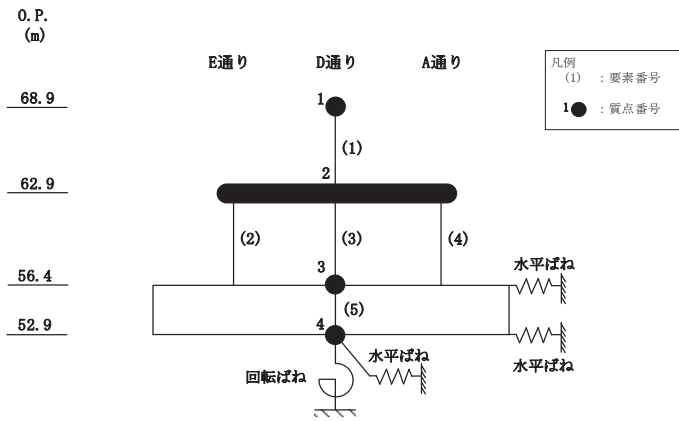 O.P.
(m)
E通り D通り A通り
凡例
(1) ：要素番号
1 ：質点番号
68.9
1
(1)
62.9
2
(2) (3) (4)
56.4
3
水平ばね
(5)
52.9
4
水平ばね
水平ばね
回転ばね